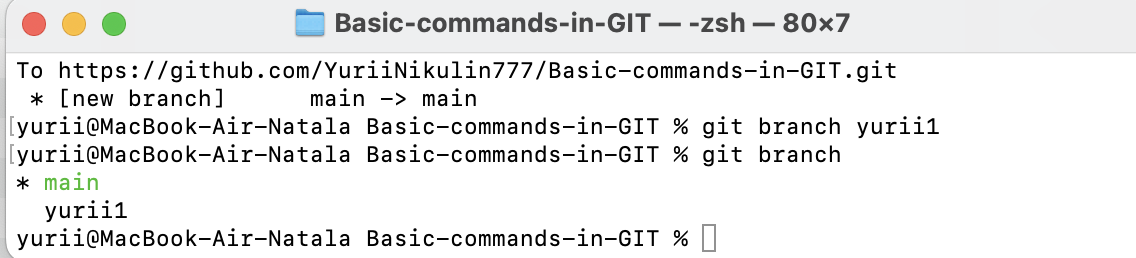 Basic-commands-in-GIT — -zsh — 80×7
To https://github.com/YuriiNikulin777/Basic-commands-in-GIT.git
 * [new branch]      main -> main
[yurii@MacBook-Air-Natala Basic-commands-in-GIT % git branch yurii1
[yurii@MacBook-Air-Natala Basic-commands-in-GIT % git branch
* main
  yurii1
yurii@MacBook-Air-Natala Basic-commands-in-GIT %